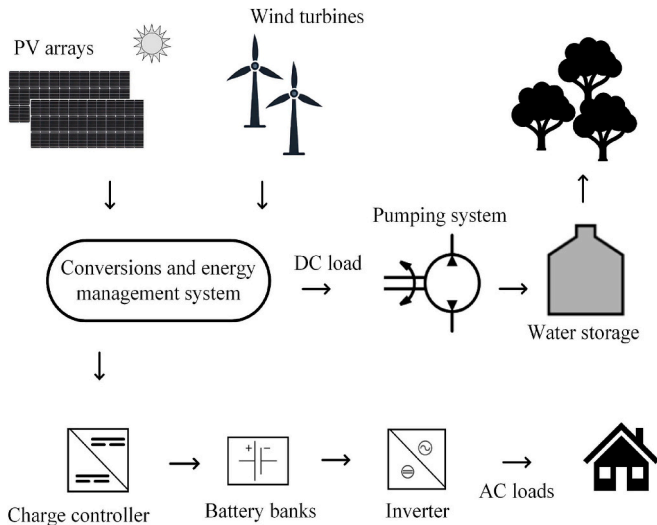 Wind turbines
PV arrays
Pumping system
Conversions and energy
management system
DC load
Water storage
+ −
AC loads
Charge controller
Battery banks
Inverter